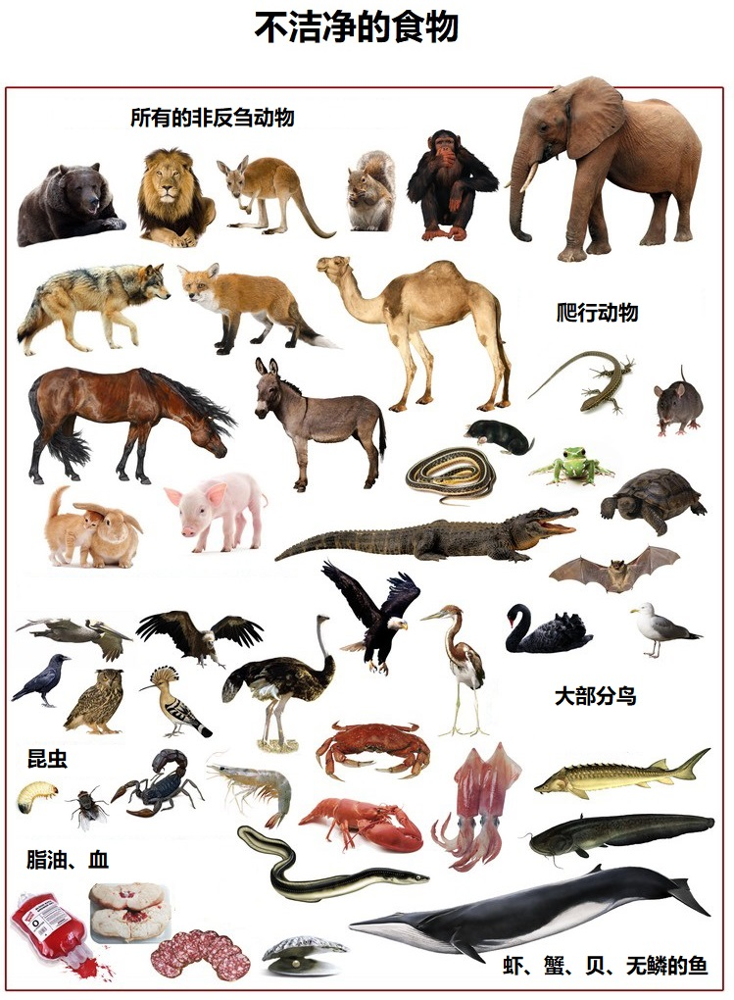 不洁净的食物
所有的非反刍动物
爬行动物
大部分鸟
昆虫
脂油、血
虾、蟹、贝、无鳞的鱼